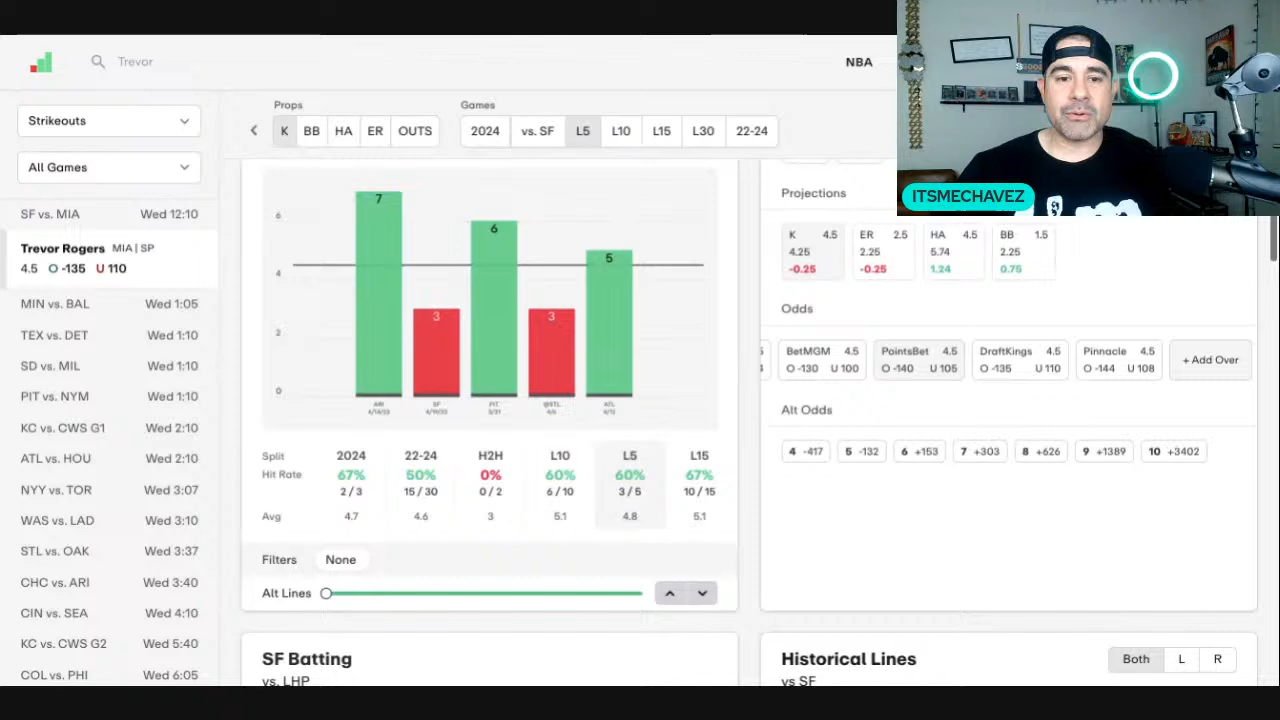 Trevor
NBA
ITSMECHAVEZ
Strikeouts
All Games
SF vs. MIA Wed 12:10
Trevor Rogers MIA | SP
4.5 O -135 U 110
MIN vs. BAL Wed 1:05
TEX vs. DET Wed 1:10
SD vs. MIL Wed 1:10
PIT vs. NYM Wed 1:10
KC vs. CWS G1 Wed 2:10
ATL vs. HOU Wed 2:10
NYY vs. TOR Wed 3:07
WAS vs. LAD Wed 3:10
STL vs. OAK Wed 3:37
CHC vs. ARI Wed 3:40
CIN vs. SEA Wed 4:10
KC vs. CWS G2 Wed 5:40
COL vs. PHI Wed 6:05
Props Games
K BB HA ER OUTS 2024 vs. SF L5 L10 L15 L30 22-24
7
6
6
5
4
3 3
2
0
ARI SF PIT @STL ATL
Split 2024 22-24 H2H L10 L5 L15
Hit Rate 67% 50% 0% 60% 60% 67%
2 / 3 15 / 30 0 / 2 6 / 10 3 / 5 10 / 15
Avg 4.7 4.6 3 5.1 4.8 5.1
Filters None
Alt Lines
SF Batting
vs. LHP
Projections
K 4.5 ER 2.5 HA 4.5 BB 1.5
4.25 2.25 5.74 2.25
-0.25 -0.25 1.24 0.75
Odds
BetMGM 4.5 PointsBet 4.5 DraftKings 4.5 Pinnacle 4.5 + Add Over
O -130 U 100 O -140 U 105 O -135 U 110 O -144 U 108
Alt Odds
4 -417 5 -132 6 +153 7 +303 8 +626 9 +1389 10 +3402
Historical Lines Both L R
vs SF